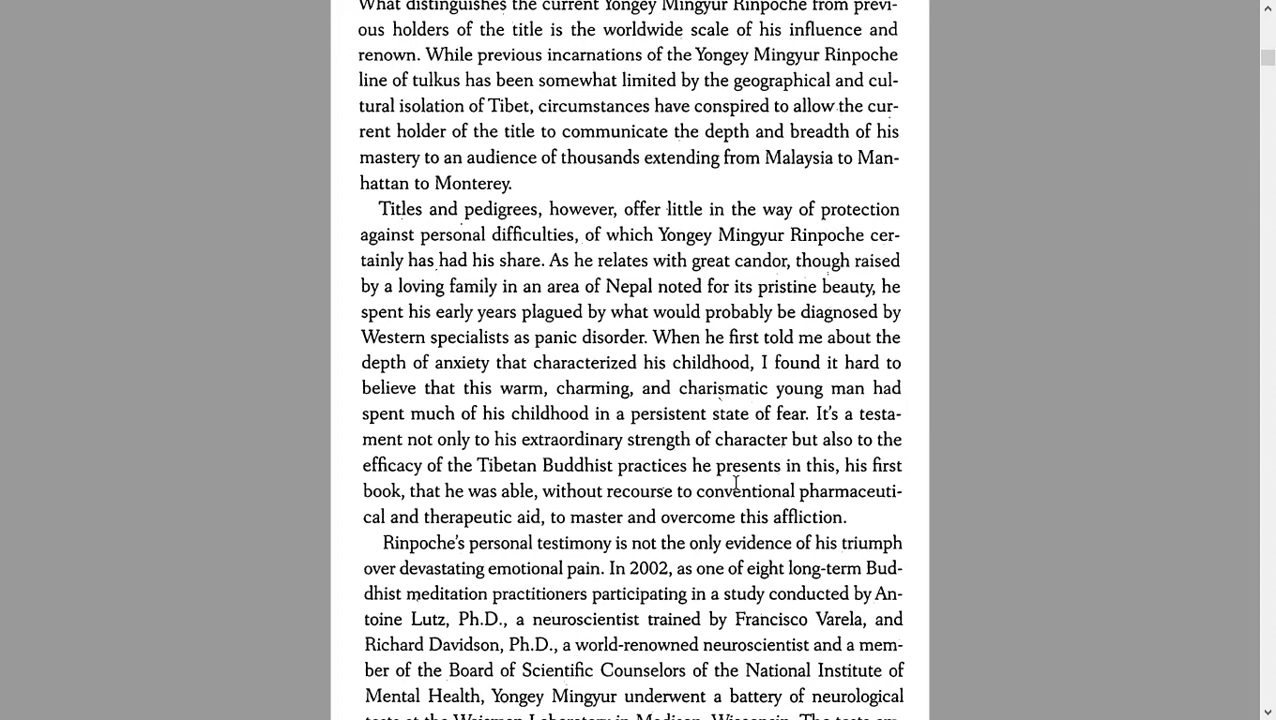 What distinguishes the current Yongey Mingyur Rinpoche from previ-
ous holders of the title is the worldwide scale of his influence and
renown. While previous incarnations of the Yongey Mingyur Rinpoche
line of tulkus has been somewhat limited by the geographical and cul-
tural isolation of Tibet, circumstances have conspired to allow the cur-
rent holder of the title to communicate the depth and breadth of his
mastery to an audience of thousands extending from Malaysia to Man-
hattan to Monterey.
Titles and pedigrees, however, offer little in the way of protection
against personal difficulties, of which Yongey Mingyur Rinpoche cer-
tainly has had his share. As he relates with great candor, though raised
by a loving family in an area of Nepal noted for its pristine beauty, he
spent his early years plagued by what would probably be diagnosed by
Western specialists as panic disorder. When he first told me about the
depth of anxiety that characterized his childhood, I found it hard to
believe that this warm, charming, and charismatic young man had
spent much of his childhood in a persistent state of fear. It's a testa-
ment not only to his extraordinary strength of character but also to the
efficacy of the Tibetan Buddhist practices he presents in this, his first
book, that he was able, without recourse to conventional pharmaceuti-
cal and therapeutic aid, to master and overcome this affliction.
Rinpoche's personal testimony is not the only evidence of his triumph
over devastating emotional pain. In 2002, as one of eight long-term Bud-
dhist meditation practitioners participating in a study conducted by An-
toine Lutz, Ph.D., a neuroscientist trained by Francisco Varela, and
Richard Davidson, Ph.D., a world-renowned neuroscientist and a mem-
ber of the Board of Scientific Counselors of the National Institute of
Mental Health, Yongey Mingyur underwent a battery of neurological
tests at the Waisman Laboratory in Madison, Wisconsin. The tests em-